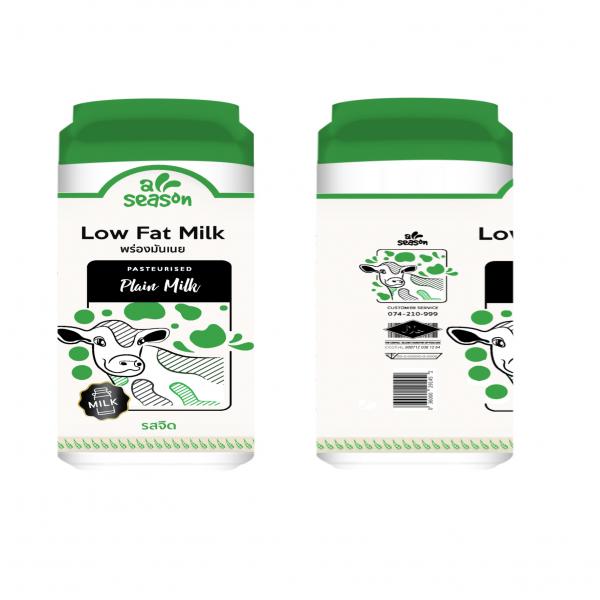 a
season
Low Fat Milk
พร่องมันเนย
PASTEURISED
Plain Milk
MILK
รสจืด
a
season
Lo
CUSTOMER SERVICE
074-210-999